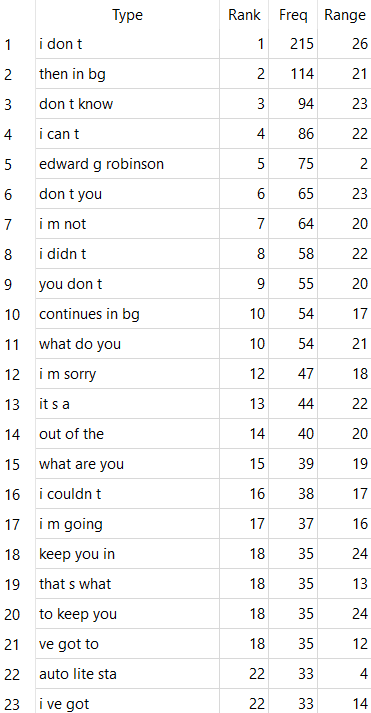 Type Rank Freq Range
1 i don t 1 215 26
2 then in bg 2 114 21
3 don t know 3 94 23
4 i can t 4 86 22
5 edward g robinson 5 75 2
6 don t you 6 65 23
7 i m not 7 64 20
8 i didn t 8 58 22
9 you don t 9 55 20
10 continues in bg 10 54 17
11 what do you 10 54 21
12 i m sorry 12 47 18
13 it s a 13 44 22
14 out of the 14 40 20
15 what are you 15 39 19
16 i couldn t 16 38 17
17 i m going 17 37 16
18 keep you in 18 35 24
19 that s what 18 35 13
20 to keep you 18 35 24
21 ve got to 18 35 12
22 auto lite sta 22 33 4
23 i ve got 22 33 14